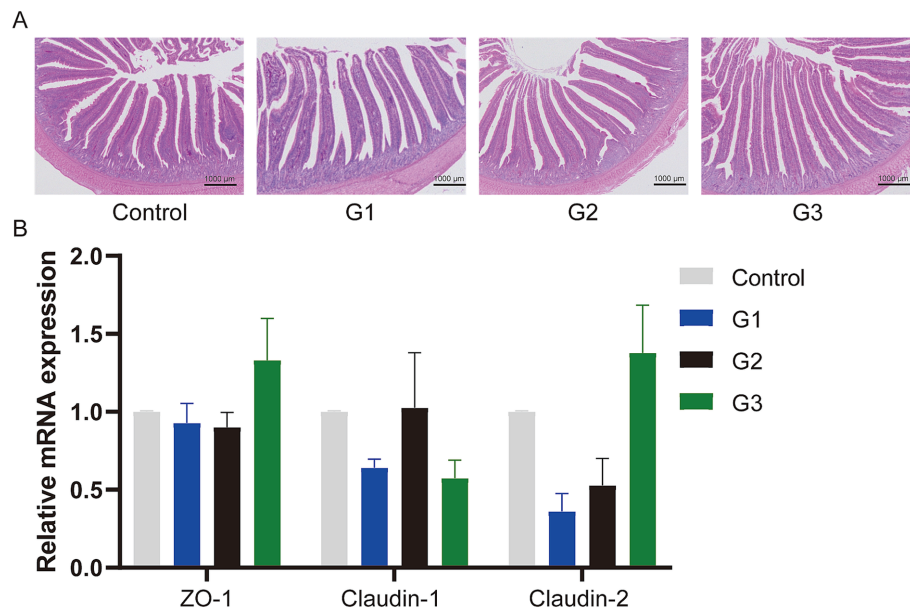 A
1000 μm
1000 μm
1000 μm
1000 μm
Control
G1
G2
G3
B
Relative mRNA expression
2.0
1.5
1.0
0.5
0.0
ZO-1
Claudin-1
Claudin-2
Control
G1
G2
G3